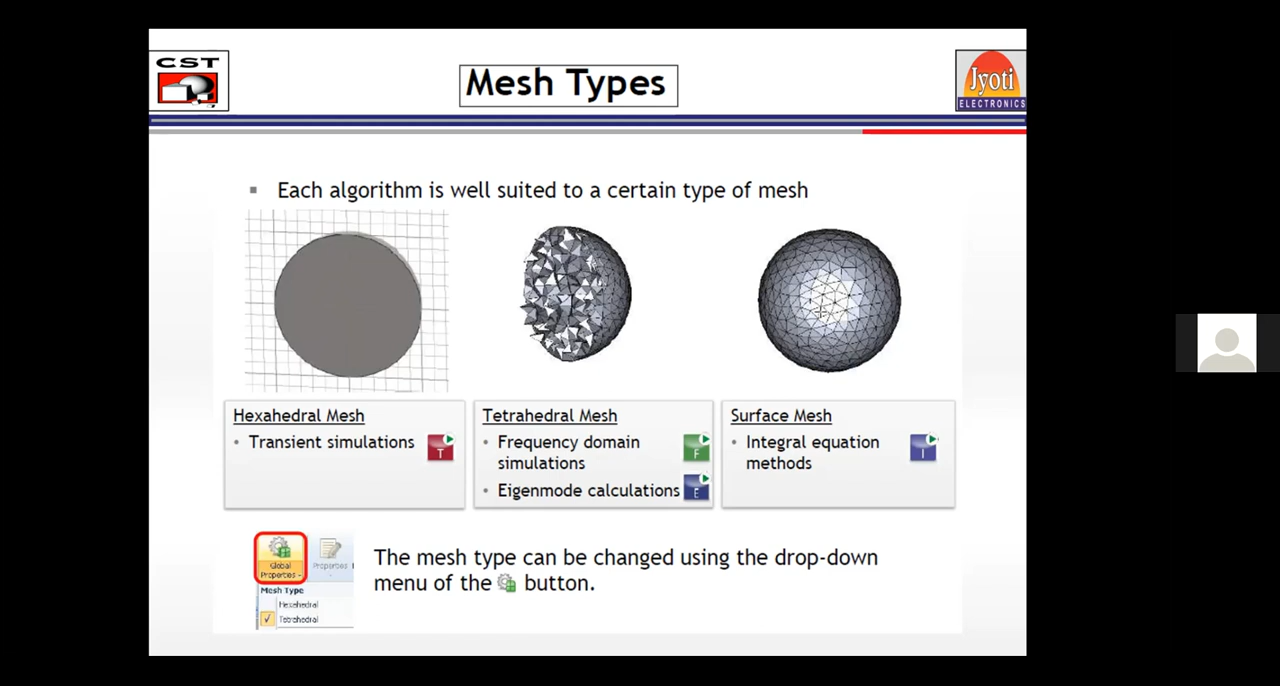 CST
Mesh Types
Jyoti
ELECTRONICS
Each algorithm is well suited to a certain type of mesh
Hexahedral Mesh
• Transient simulations
T
Tetrahedral Mesh
• Frequency domain
simulations
F
• Eigenmode calculations
E
Surface Mesh
• Integral equation
methods
I
Global
Properties
Properties
Mesh Type
Hexahedral
Tetrahedral
The mesh type can be changed using the drop-down
menu of the button.